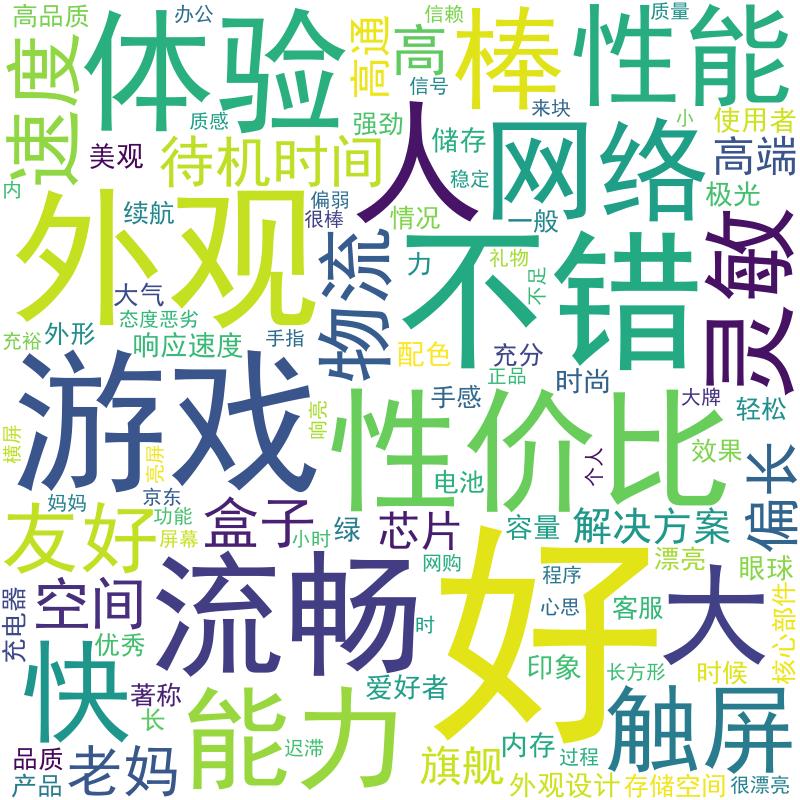 高品质
办公
体验
高通
信赖
高
信号
棒
质量
性能
速度
质感
强劲
来块
小
使用者
美观
待机时间
人
储存
稳定
网络
高端
内
续航
偏弱
很棒
情况
一般
极光
灵敏
外观
物流
力
不错
礼物
不足
大气
态度恶劣
充裕
外形
响应速度
手指
配色
充分
正品
时尚
手感
大牌
轻松
游戏
响亮
性价比
横屏
亮屏
个人
效果
偏长
妈妈
京东
电池
友好
功能
盒子
小时
屏幕
绿
芯片
容量
解决方案
网购
漂亮
眼球
充电器
空间
流畅
好
程序
心思
客服
大
核心部件
优秀
时
快
著称
爱好者
印象
长方形
时候
长
能力
触屏
品质
产品
老妈
迟滞
旗舰
内存
过程
外观设计
存储空间
很漂亮